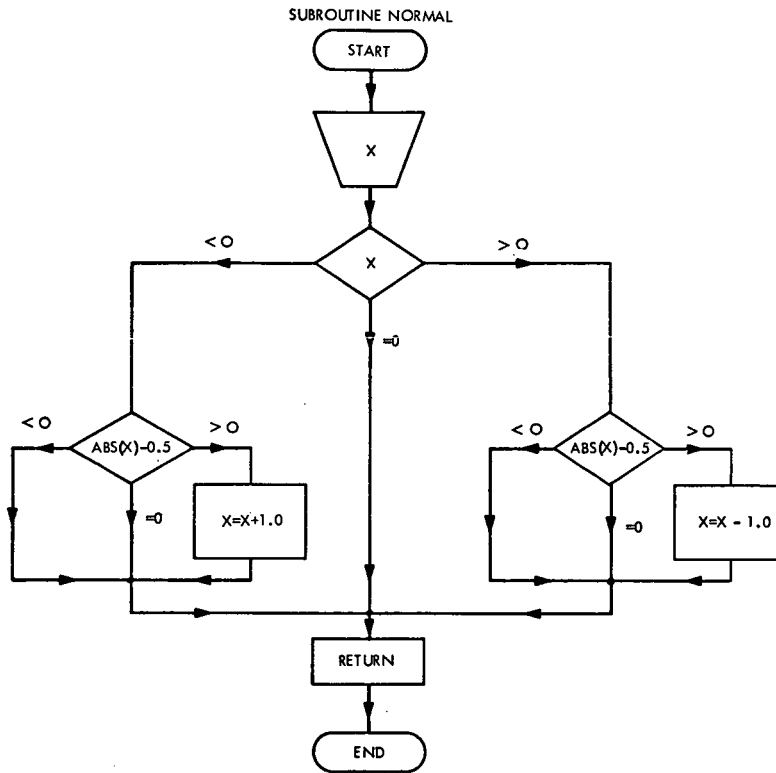 SUBROUTINE NORMAL
START
X
X
< 0
> 0
=0
ABS(X)-0.5
< 0
> 0
=0
X=X+1.0
ABS(X)-0.5
< 0
> 0
=0
X=X - 1.0
RETURN
END